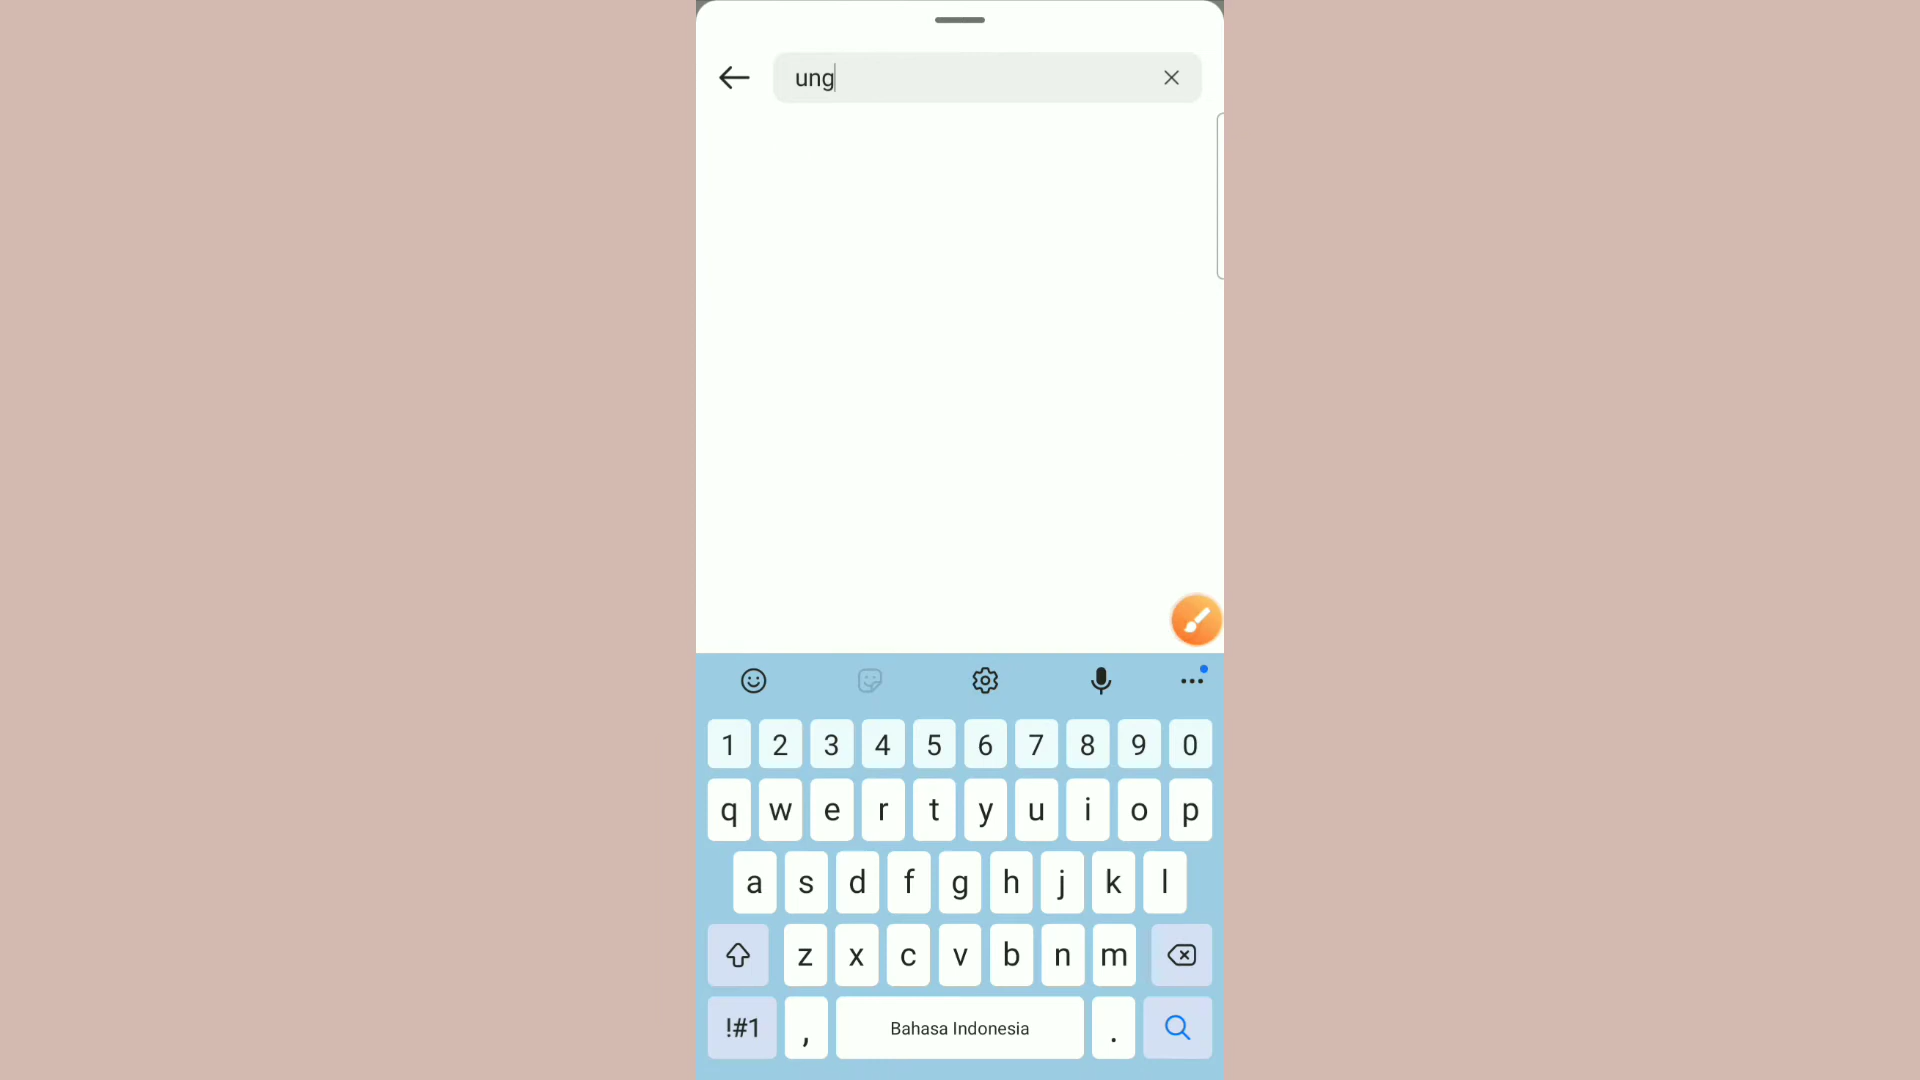 ung
1 2 3 4 5 6 7 8 9 0
q w e r t y u i o p
a s d f g h j k l
z x c v b n m
!#1 , Bahasa Indonesia .